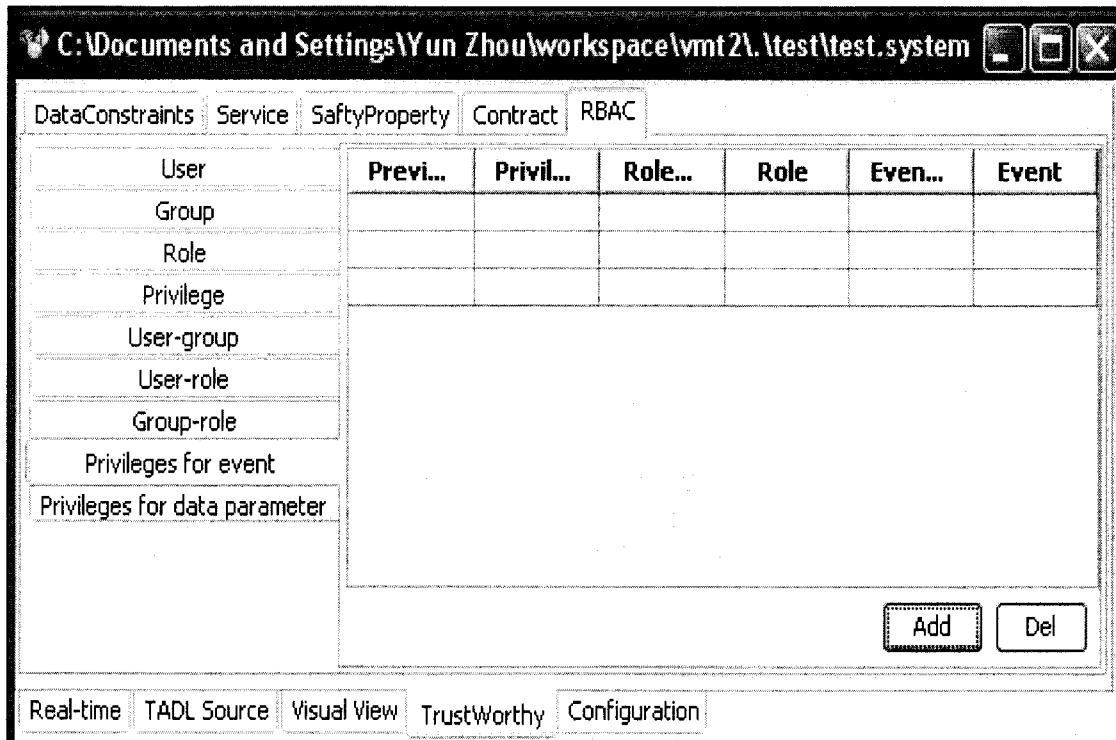 C:\Documents and Settings\Yun Zhou\workspace\vmt2\.\test\test.system
DataConstraints Service SaftyProperty Contract RBAC
User
Group
Role
Privilege
User-group
User-role
Group-role
Privileges for event
Privileges for data parameter
Previ... Privil... Role... Role Even... Event
Add Del
Real-time TADL Source Visual View TrustWorthy Configuration